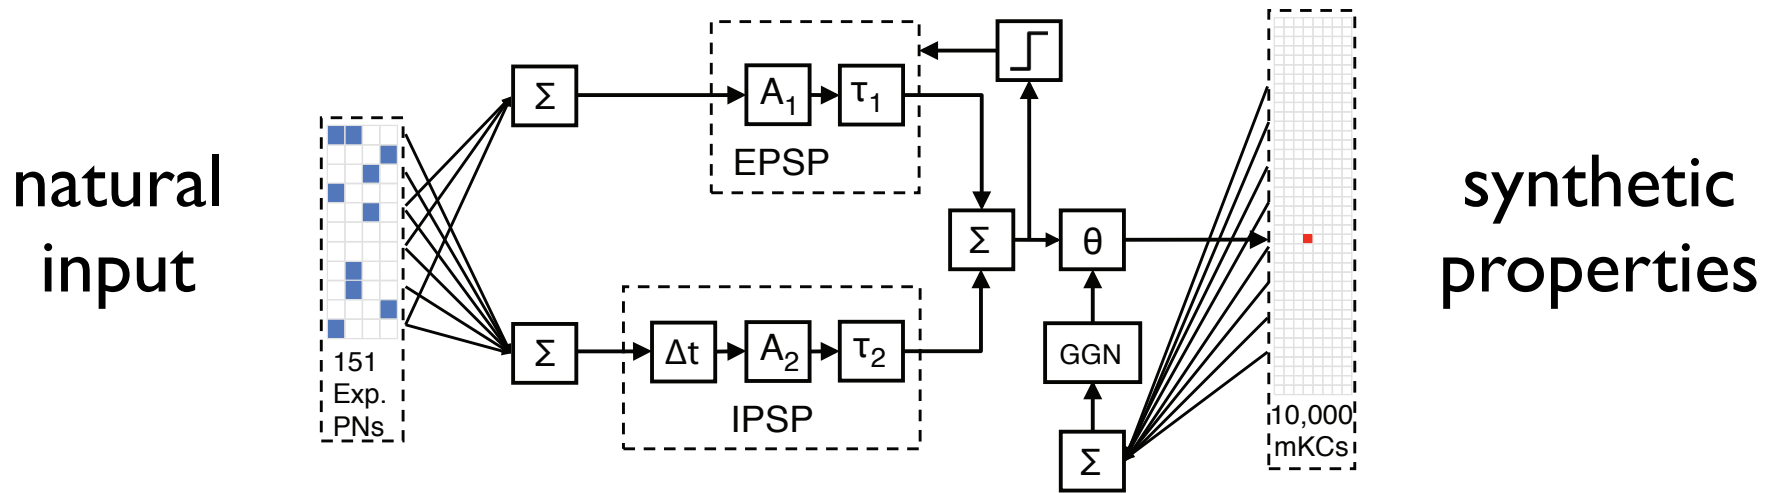 natural
input
151
Exp.
PNs
Σ
Σ
A1
τ1
EPSP
Δt
A2
τ2
IPSP
Σ
θ
GGN
Σ
10,000
mKCs
synthetic
properties